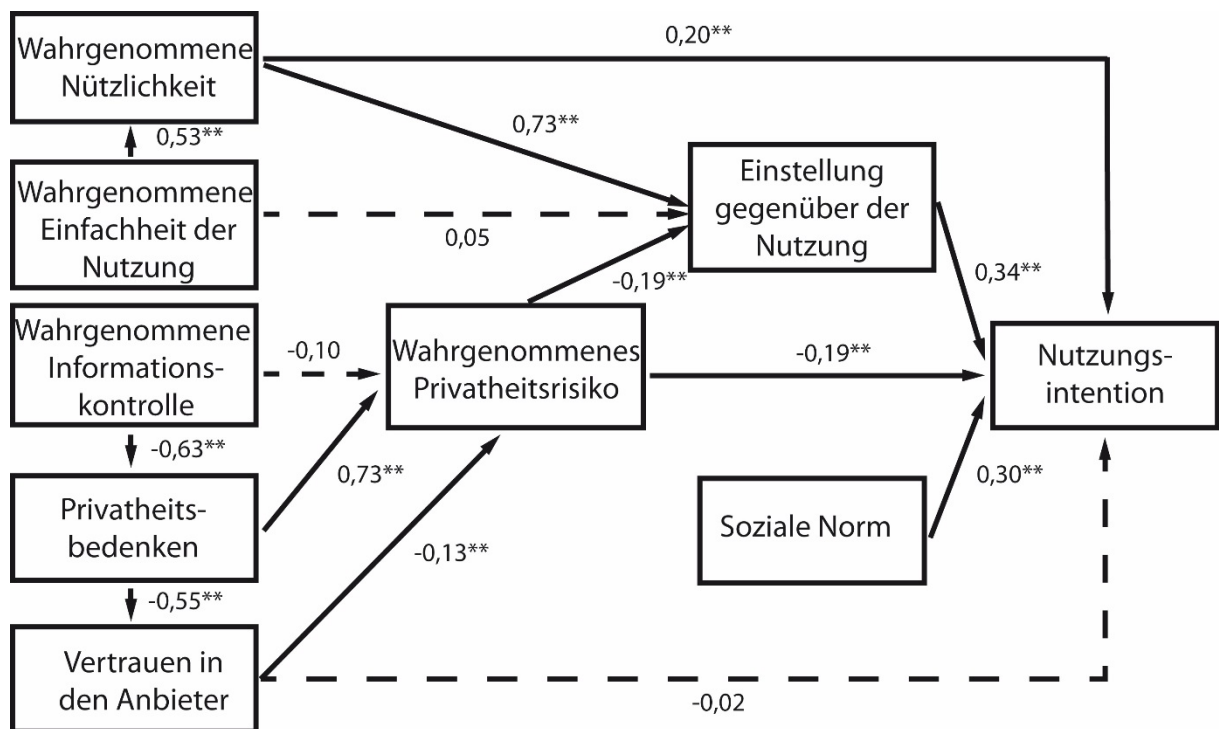 Wahrgenommene
Nützlichkeit
0,20**
0,53**
0,73**
Wahrgenommene
Einfachheit der
Nutzung
0,05
Einstellung
gegenüber der
Nutzung
-0,19**
0,34**
Wahrgenommene
Informations-
kontrolle
-0,10
Wahrgenommenes
Privatheitsrisiko
-0,19**
Nutzungs-
intention
-0,63**
0,73**
Privatheits-
bedenken
-0,13**
Soziale Norm
0,30**
-0,55**
Vertrauen in
den Anbieter
-0,02